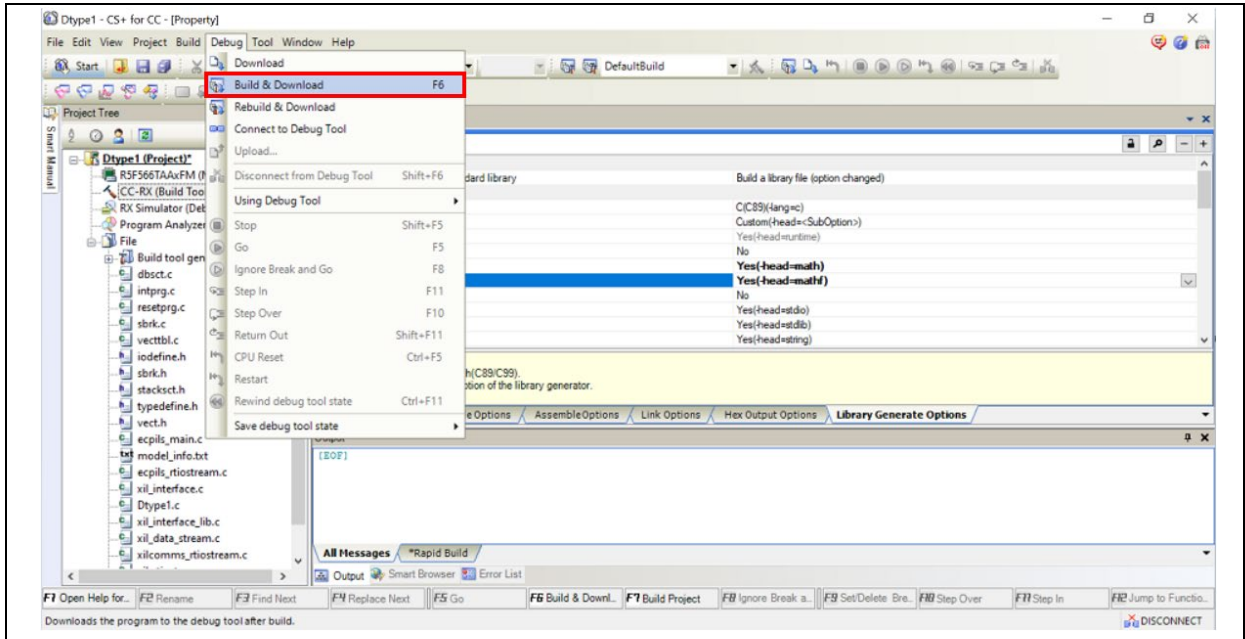 Dtype1 - CS+ for CC - [Property]
File Edit View Project Build Debug Tool Window Help
Start
DefaultBuild
Download
Build & Download F6
Rebuild & Download
Connect to Debug Tool
Upload...
Disconnect from Debug Tool Shift+F6
Using Debug Tool
Stop Shift+F5
Go F5
Ignore Break and Go F8
Step In F11
Step Over F10
Return Out Shift+F11
CPU Reset Ctrl+F5
Restart
Rewind debug tool state Ctrl+F11
Save debug tool state
Smart Manual
Project Tree
Dtype1 (Project)*
R5F566TAAxFM
CC-RX (Build Too
RX Simulator (Det
Program Analyzer
File
Build tool gen
dbsct.c
intprg.c
resetprg.c
sbrk.c
vecttbl.c
iodefine.h
sbrk.h
stacksct.h
typedefine.h
vect.h
ecpils_main.c
model_info.txt
ecpils_rtiostream.c
xil_interface.c
Dtype1.c
xil_interface_lib.c
xil_data_stream.c
xilcomms_rtiostream.c
dard library Build a library file (option changed)
C(C89)(-lang=c)
Custom(-head=<SubOption>)
Yes(-head=runtime)
No
Yes(-head=math)
Yes(-head=mathf)
No
Yes(-head=stdio)
Yes(-head=stdlib)
Yes(-head=string)
h(C89/C99).
ption of the library generator.
e Options AssembleOptions Link Options Hex Output Options Library Generate Options
[EOF]
All Messages *Rapid Build
Output Smart Browser Error List
F1 Open Help for... F2 Rename F3 Find Next F4 Replace Next F5 Go F6 Build & Downl... F7 Build Project F8 Ignore Break a... F9 Set/Delete Bre... F10 Step Over F11 Step In F12 Jump to Functio...
Downloads the program to the debug tool after build. DISCONNECT